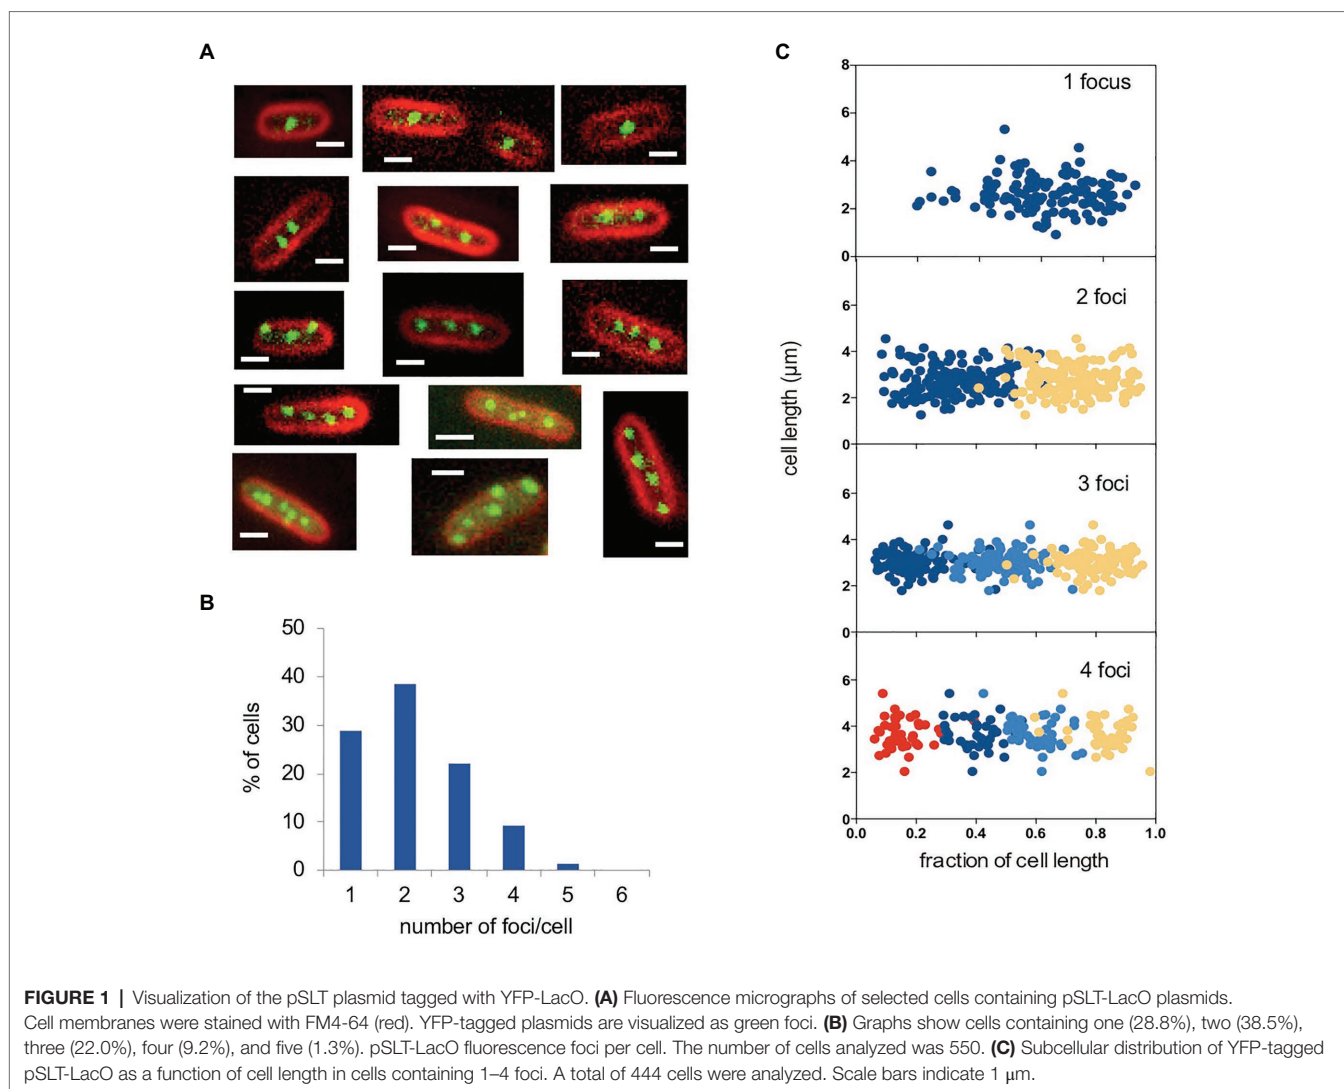 A
B
50
40
30
20
10
0
% of cells
1 2 3 4 5 6
number of foci/cell
C
8
1 focus
6
4
2
0
2 foci
6
4
2
0
3 foci
6
4
2
0
4 foci
6
4
2
0
cell length (μm)
0.0 0.2 0.4 0.6 0.8 1.0
fraction of cell length
FIGURE 1 | Visualization of the pSLT plasmid tagged with YFP-LacO. (A) Fluorescence micrographs of selected cells containing pSLT-LacO plasmids.
Cell membranes were stained with FM4-64 (red). YFP-tagged plasmids are visualized as green foci. (B) Graphs show cells containing one (28.8%), two (38.5%),
three (22.0%), four (9.2%), and five (1.3%). pSLT-LacO fluorescence foci per cell. The number of cells analyzed was 550. (C) Subcellular distribution of YFP-tagged
pSLT-LacO as a function of cell length in cells containing 1–4 foci. A total of 444 cells were analyzed. Scale bars indicate 1 μm.